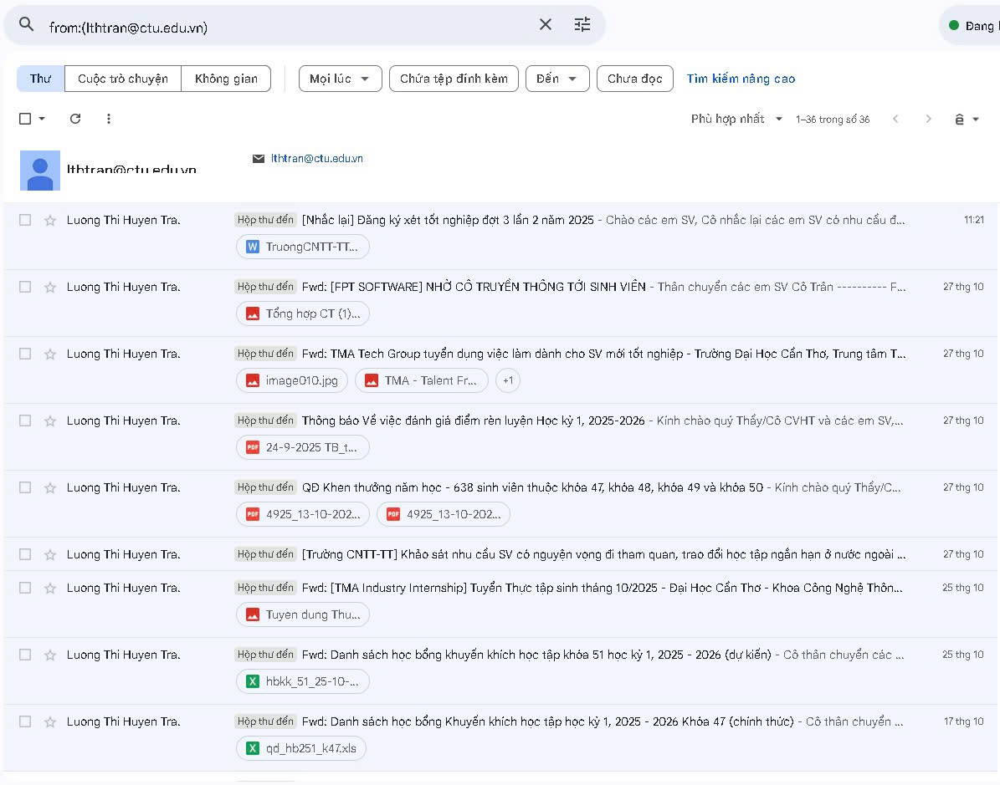 from:(lthtran@ctu.edu.vn)
Đang
Thư Cuộc trò chuyện Không gian Mọi lúc Chứa tệp đính kèm Đến Chưa đọc Tìm kiếm nâng cao
Phù hợp nhất 1–36 trong số 36
lthtran@ctu.edu.vn lthtran@ctu.edu.vn
Luong Thi Huyen Tra. Hộp thư đến [Nhắc lại] Đăng ký xét tốt nghiệp đợt 3 lần 2 năm 2025 - Chào các em SV, Cô nhắc lại các em SV có nhu cầu đ... 11:21
TruongCNTT-TT...
Luong Thi Huyen Tra. Hộp thư đến Fwd: [FPT SOFTWARE] NHỜ CÔ TRUYỀN THÔNG TỚI SINH VIÊN - Thân chuyển các em SV Cô Trân ---------- F... 27 thg 10
Tổng hợp CT (1)...
Luong Thi Huyen Tra. Hộp thư đến Fwd: TMA Tech Group tuyển dụng việc làm dành cho SV mới tốt nghiệp - Trường Đại Học Cần Thơ, Trung tâm T... 27 thg 10
image010.jpg TMA - Talent Fr... +1
Luong Thi Huyen Tra. Hộp thư đến Thông báo Về việc đánh giá điểm rèn luyện Học kỳ 1, 2025-2026 - Kính chào quý Thầy/Cô CVHT và các em SV,... 27 thg 10
PDF 24-9-2025 TB_t...
Luong Thi Huyen Tra. Hộp thư đến QĐ Khen thưởng năm học - 638 sinh viên thuộc khóa 47, khóa 48, khóa 49 và khóa 50 - Kính chào quý Thầy/C... 27 thg 10
PDF 4925_13-10-202... PDF 4925_13-10-202...
Luong Thi Huyen Tra. Hộp thư đến [Trường CNTT-TT] Khảo sát nhu cầu SV có nguyện vọng đi tham quan, trao đổi học tập ngắn hạn ở nước ngoài ... 27 thg 10
Luong Thi Huyen Tra. Hộp thư đến Fwd: [TMA Industry Internship] Tuyển Thực tập sinh tháng 10/2025 - Đại Học Cần Thơ - Khoa Công Nghệ Thôn... 25 thg 10
Tuyen dung Thu...
Luong Thi Huyen Tra. Hộp thư đến Fwd: Danh sách học bổng khuyến khích học tập khóa 51 học kỳ 1, 2025 - 2026 (dự kiến) - Cô thân chuyển các ... 25 thg 10
X hbkk_51_25-10-...
Luong Thi Huyen Tra. Hộp thư đến Fwd: Danh sách học bổng Khuyến khích học tập học kỳ 1, 2025 - 2026 Khóa 47 (chính thức) - Cô thân chuyển ... 17 thg 10
X qd_hb251_k47.xls